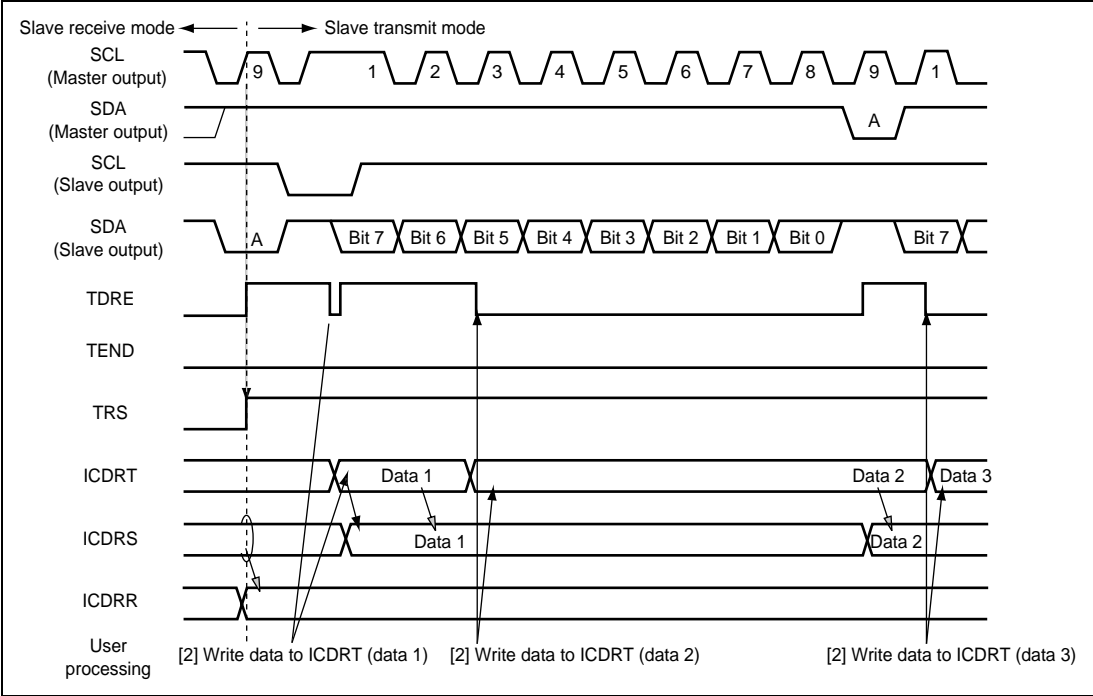 Slave receive mode
Slave transmit mode
SCL
(Master output)
9 1 2 3 4 5 6 7 8 9 1
SDA
(Master output)
A
SCL
(Slave output)
SDA
(Slave output)
A Bit 7 Bit 6 Bit 5 Bit 4 Bit 3 Bit 2 Bit 1 Bit 0 Bit 7
TDRE
TEND
TRS
ICDRT
Data 1 Data 2 Data 3
ICDRS
Data 1 Data 2
ICDRR
User
processing
[2] Write data to ICDRT (data 1) [2] Write data to ICDRT (data 2) [2] Write data to ICDRT (data 3)